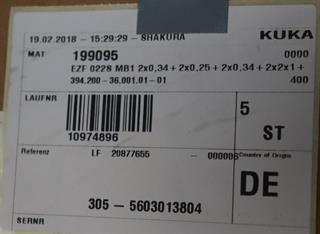 19.02.2018 – 15:29:29 – SHAKURA KUKA
MAT 199095 0000
EZF 0228 MB1 2x0,34 + 2x0,25 + 2x0,34 + 2x2x1 +
394.200 – 36.001.01 – 01 400
LAUFNR 5
10974896 ST
Referenz LF 20877655 – 000006 Country of Origin
DE
305 – 5603013804
SERNR